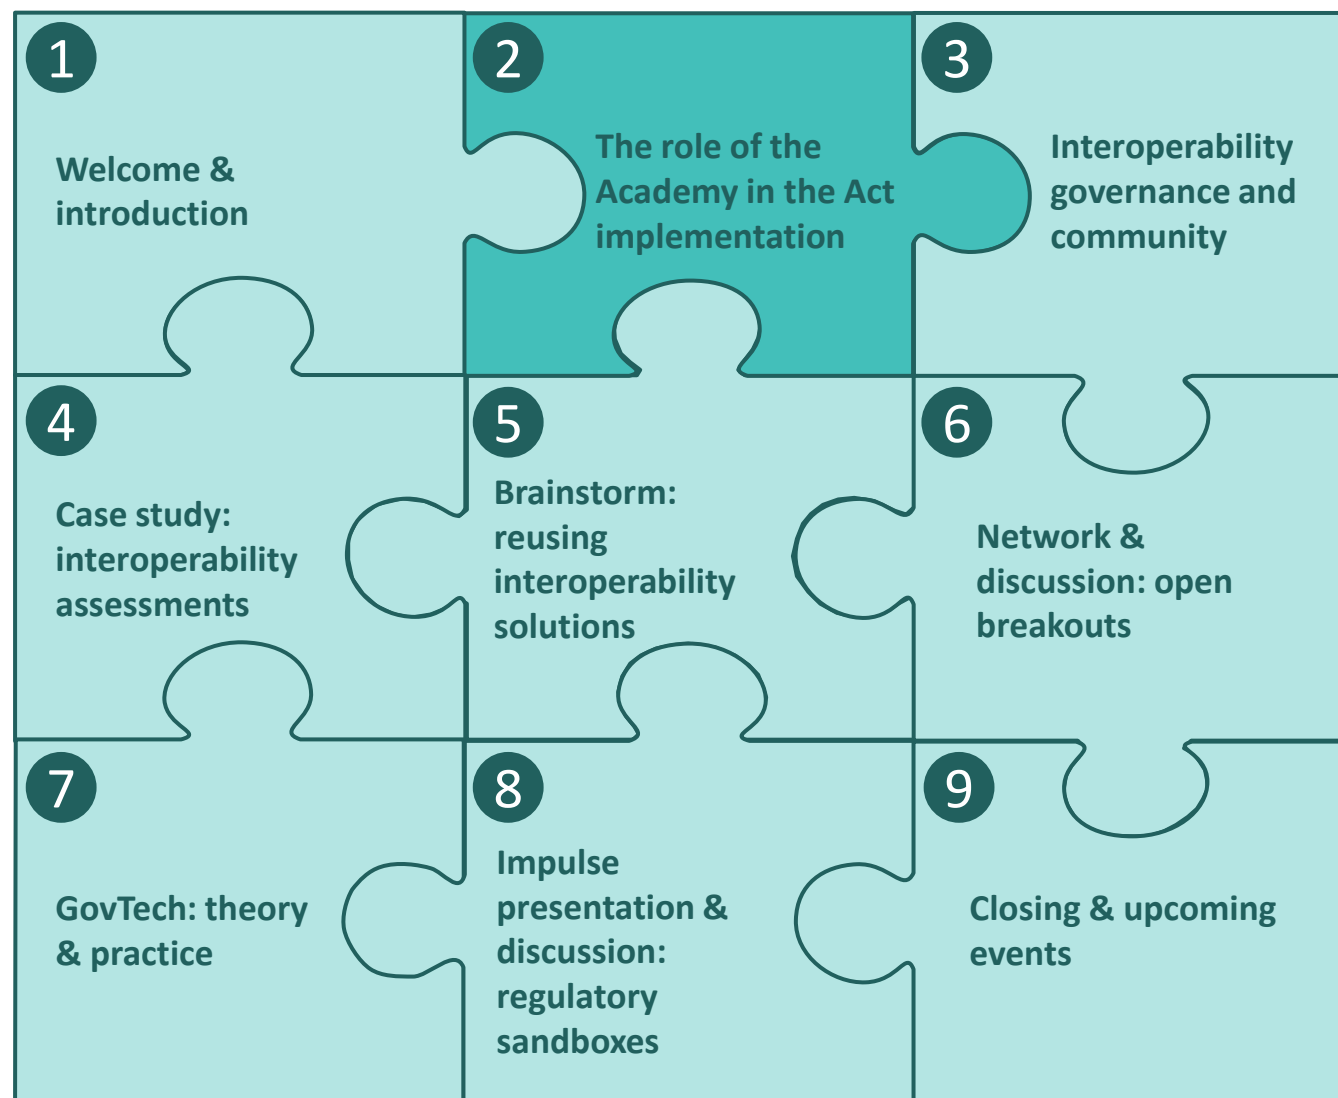 1
Welcome &
introduction
2
The role of the
Academy in the Act
implementation
3
Interoperability
governance and
community
4
Case study:
interoperability
assessments
5
Brainstorm:
reusing
interoperability
solutions
6
Network &
discussion: open
breakouts
7
GovTech: theory
& practice
8
Impulse
presentation &
discussion:
regulatory
sandboxes
9
Closing & upcoming
events